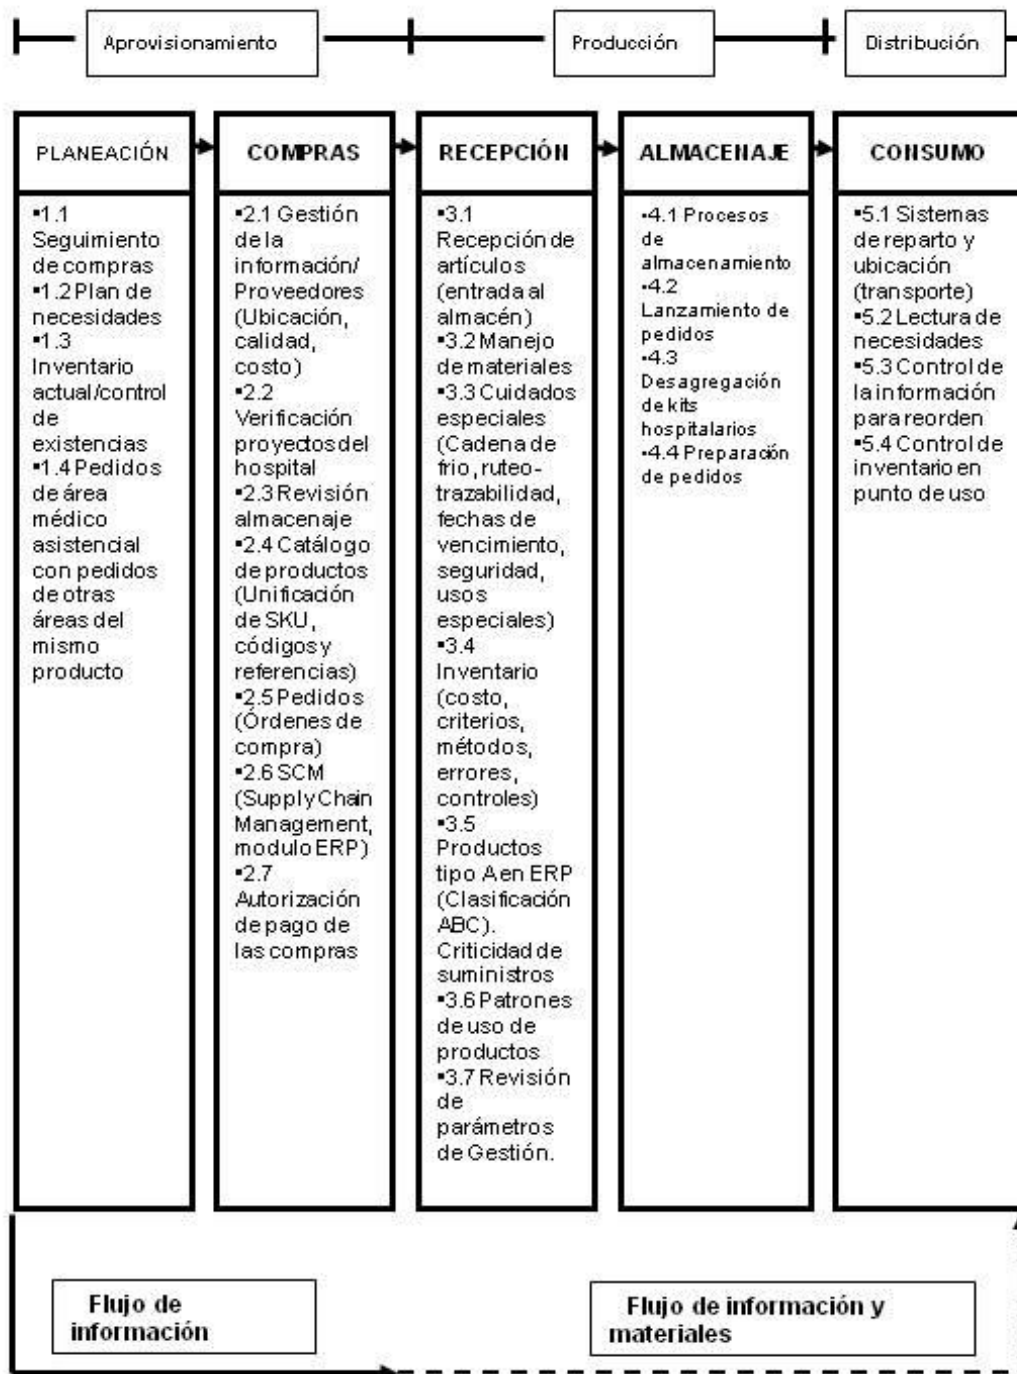 Aprovisionamiento
Producción
Distribución
PLANEACIÓN
▪1.1
Seguimiento
de compras
▪1.2 Plan de
necesidades
▪1.3
Inventario
actual/control
de
existencias
▪1.4 Pedidos
de área
médico
asistencial
con pedidos
de otras
áreas del
mismo
producto
COMPRAS
▪2.1 Gestión
de la
información/
Proveedores
(Ubicación,
calidad,
costo)
▪2.2
Verificación
proyectos del
hospital
▪2.3 Revisión
almacenaje
▪2.4 Catálogo
de productos
(Unificación
de SKU,
códigos y
referencias)
▪2.5 Pedidos
(Órdenes de
compra)
▪2.6 SCM
(Supply Chain
Management,
modulo ERP)
▪2.7
Autorización
de pago de
las compras
RECEPCIÓN
▪3.1
Recepción de
artículos
(entrada al
almacén)
▪3.2 Manejo
de materiales
▪3.3 Cuidados
especiales
(Cadena de
frio, ruteo-
trazabilidad,
fechas de
vencimiento,
seguridad,
usos
especiales)
▪3.4
Inventario
(costo,
criterios,
métodos,
errores,
controles)
▪3.5
Productos
tipo A en ERP
(Clasificación
ABC).
Criticidad de
suministros
▪3.6 Patrones
de uso de
productos
▪3.7 Revisión
de
parámetros
de Gestión.
ALMACENAJE
▪4.1 Procesos
de
almacenamiento
▪4.2
Lanzamiento de
pedidos
▪4.3
Desagregación
de kits
hospitalarios
▪4.4 Preparación
de pedidos
CONSUMO
▪5.1 Sistemas
de reparto y
ubicación
(transporte)
▪5.2 Lectura de
necesidades
▪5.3 Control de
la información
para reorden
▪5.4 Control de
inventario en
punto de uso
Flujo de
información
Flujo de información y
materiales